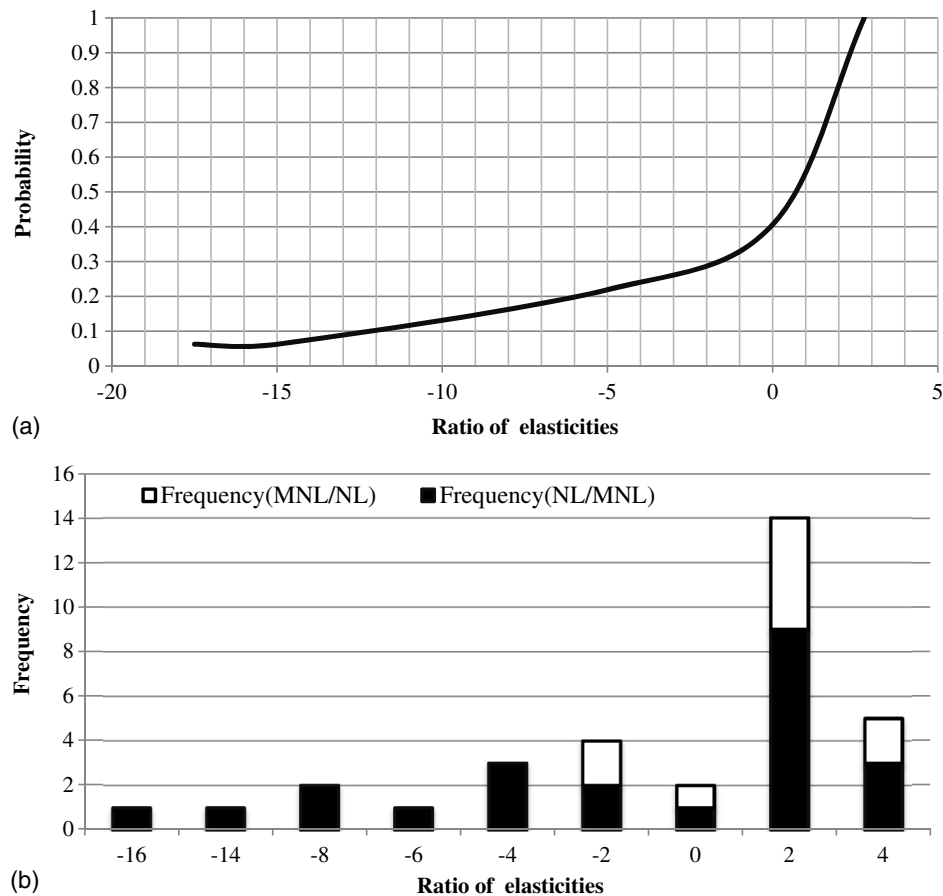 1
0.9
0.8
0.7
0.6
0.5
0.4
0.3
0.2
0.1
0
Probability
-20 -15 -10 -5 0 5
Ratio of elasticities
(a)
16
14
12
10
8
6
4
2
0
Frequency
Frequency(MNL/NL) Frequency(NL/MNL)
-16 -14 -8 -6 -4 -2 0 2 4
Ratio of elasticities
(b)